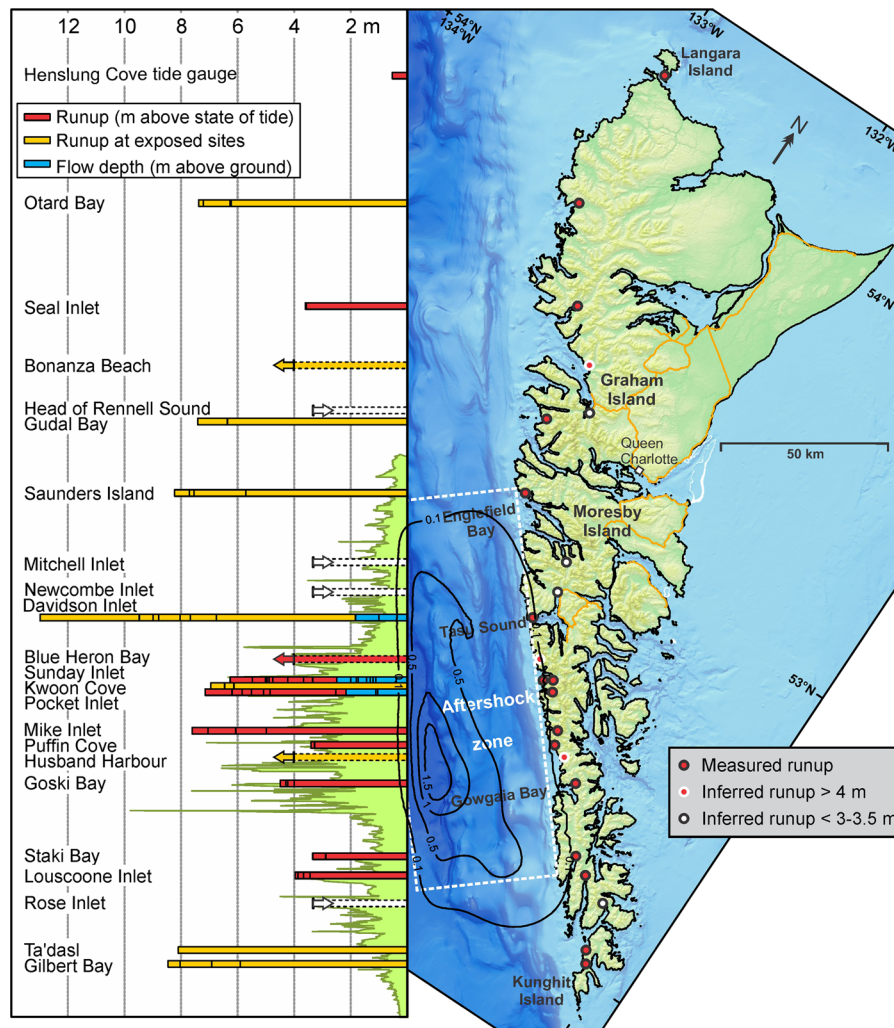 12 10 8 6 4 2 m
Henslung Cove tide gauge
Runup (m above state of tide)
Runup at exposed sites
Flow depth (m above ground)
Otard Bay
Seal Inlet
Bonanza Beach
Head of Rennell Sound
Gudal Bay
Saunders Island
Mitchell Inlet
Newcombe Inlet
Davidson Inlet
Blue Heron Bay
Sunday Inlet
Kwoon Cove
Pocket Inlet
Mike Inlet
Puffin Cove
Husband Harbour
Goski Bay
Staki Bay
Louscoone Inlet
Rose Inlet
Ta'dasl
Gilbert Bay
54°N
134°W
133°W
132°W
54°N
53°N
N
Langara
Island
Graham
Island
Queen
Charlotte
50 km
Moresby
Island
Englefield
Bay
Tasu Sound
Aftershock
zone
Gowgaia Bay
Kunghit
Island
0.1
0.5
0.1
0.5
1.5
1
0.5
0.1
1
Measured runup
Inferred runup > 4 m
Inferred runup < 3-3.5 m